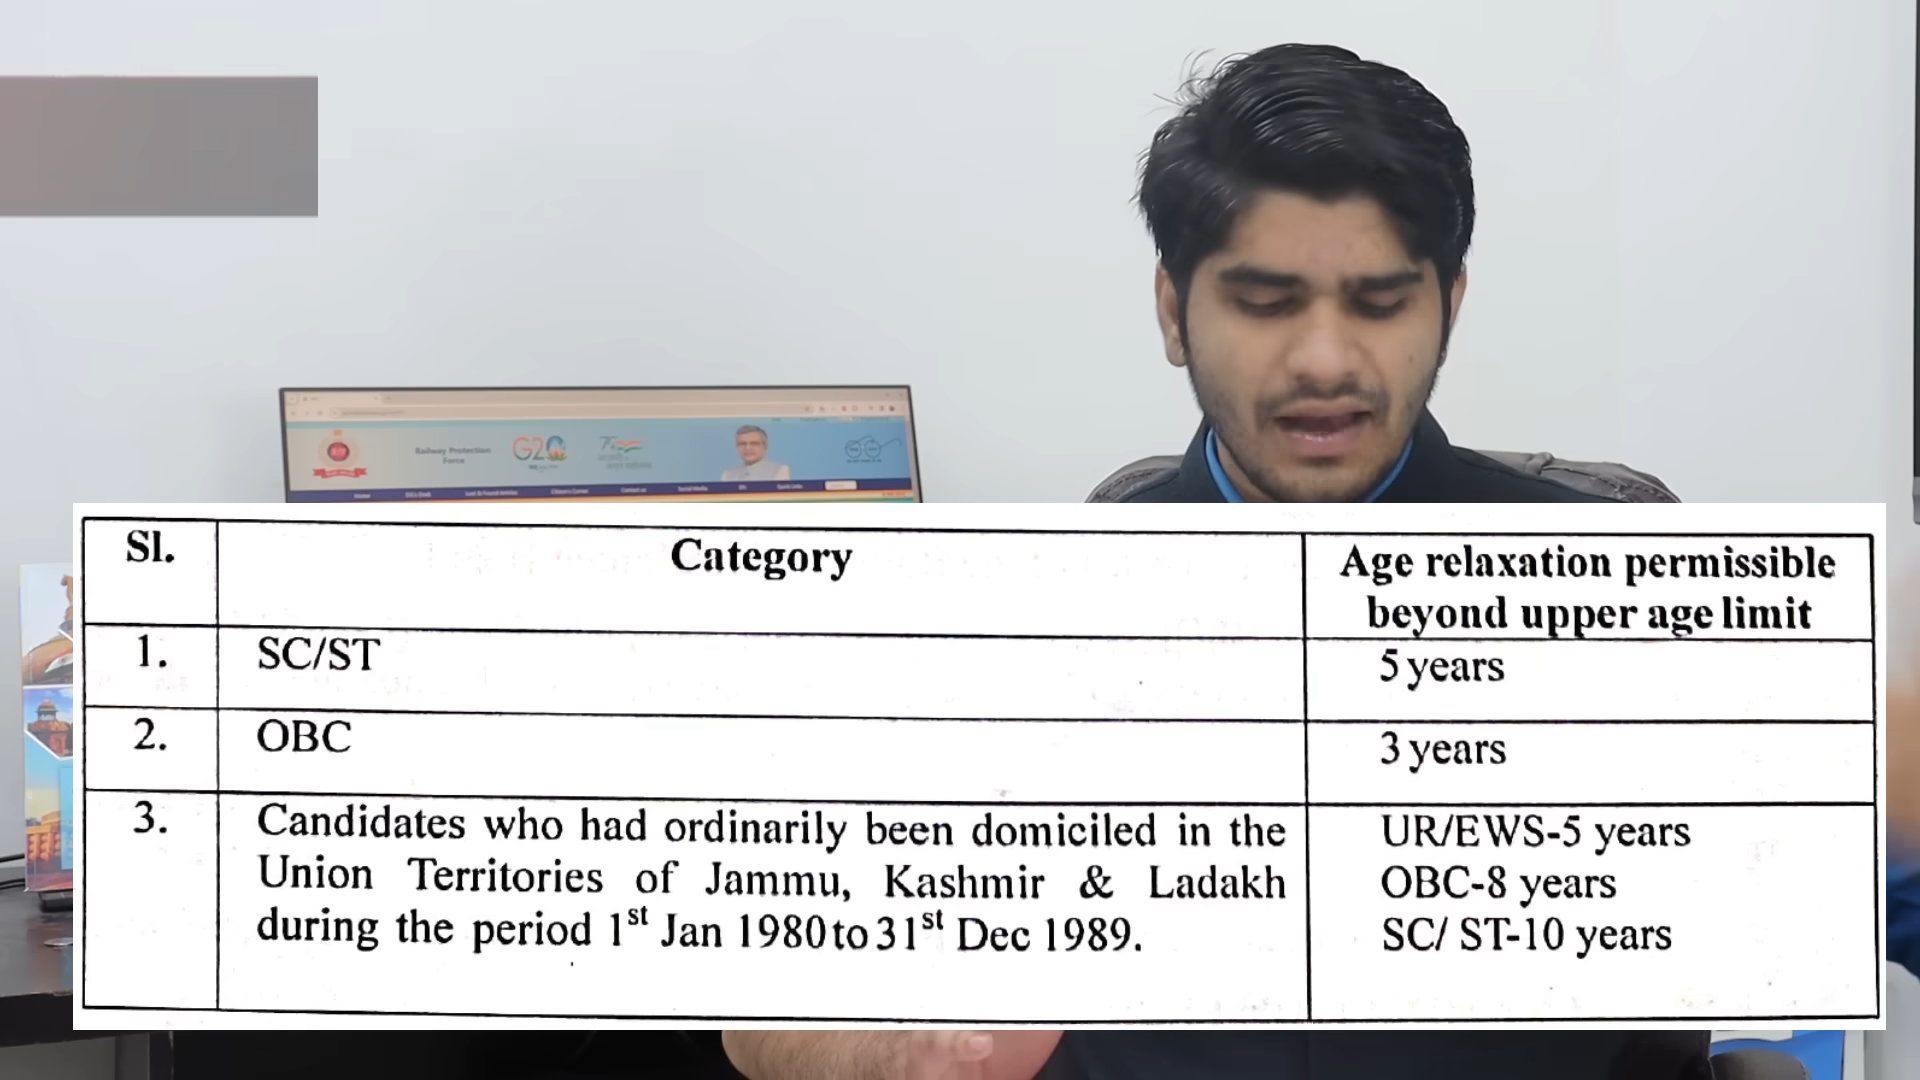 Railway Protection
Force
G20
Sl.
Category
Age relaxation permissible
beyond upper age limit
1.
SC/ST
5 years
2.
OBC
3 years
3.
Candidates who had ordinarily been domiciled in the
Union Territories of Jammu, Kashmir & Ladakh
during the period 1st Jan 1980 to 31st Dec 1989.
UR/EWS-5 years
OBC-8 years
SC/ ST-10 years